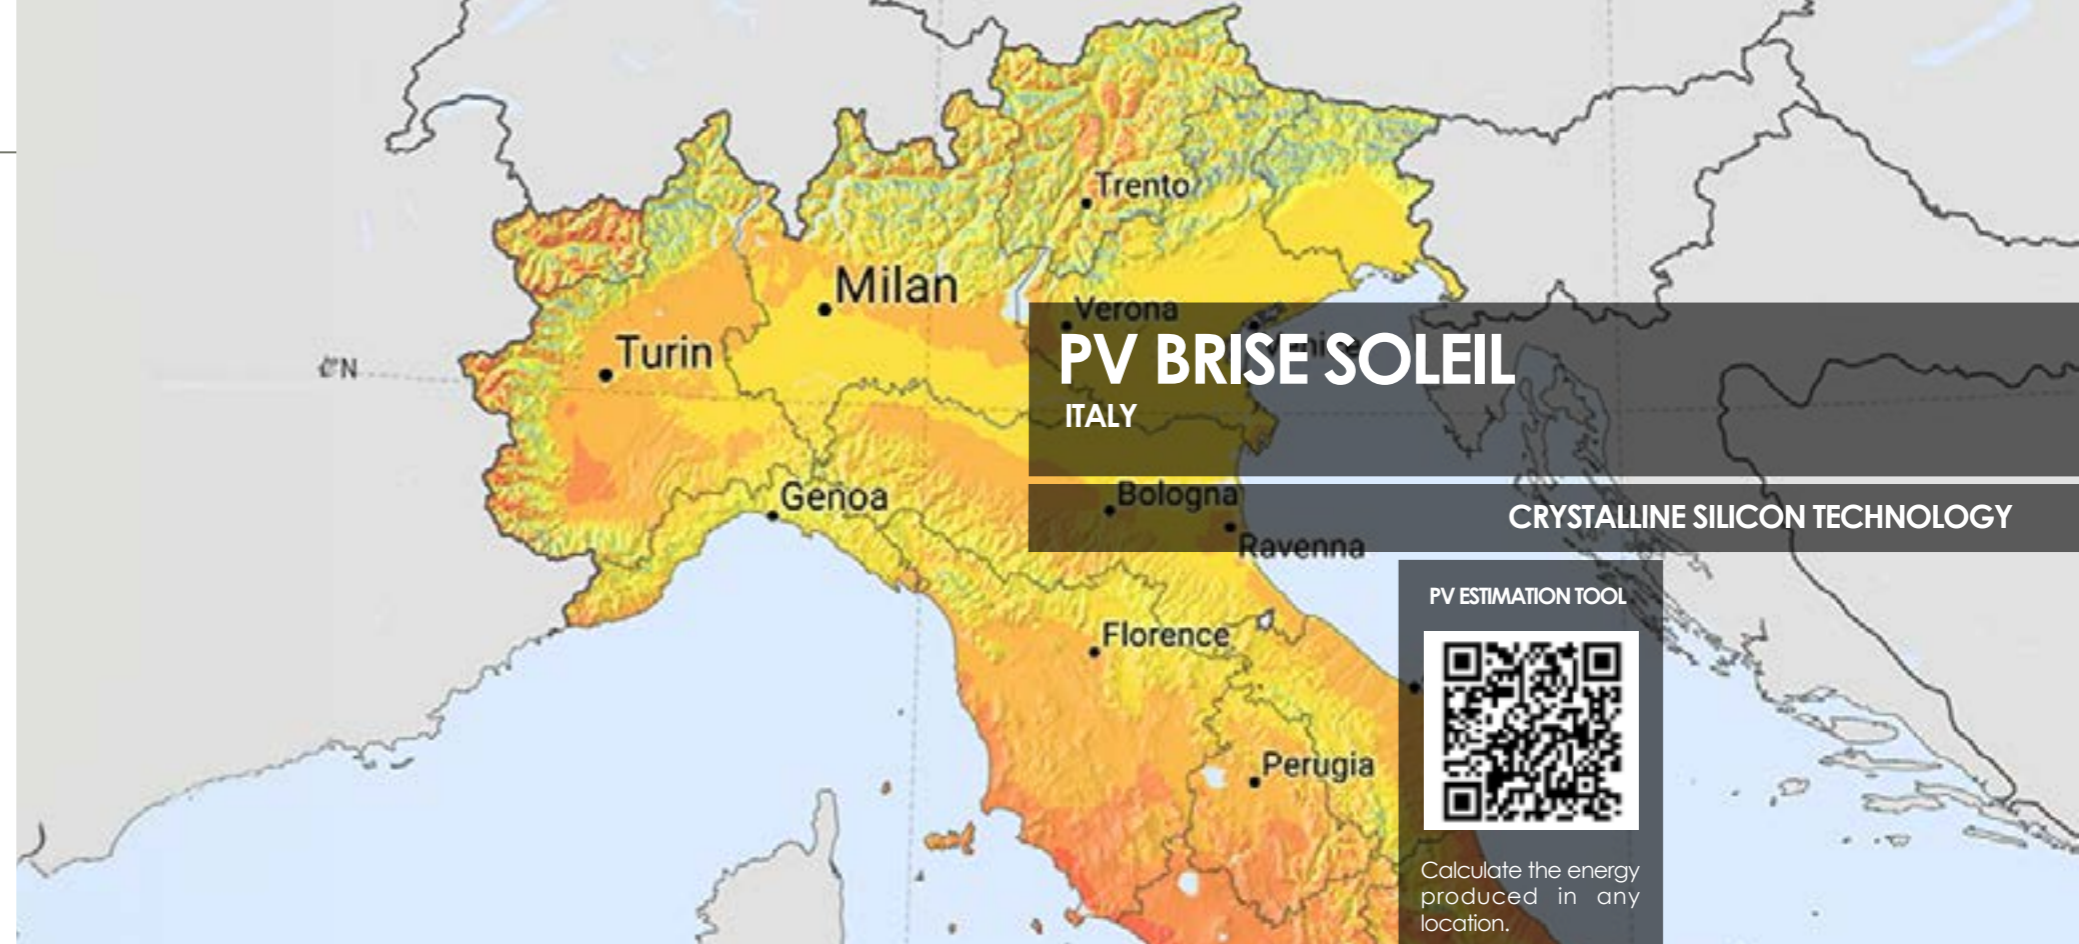 Trento
Milan
Verona
Turin
Venice
PV BRISE SOLEIL
ITALY
Genoa
Bologna
CRYSTALLINE SILICON TECHNOLOGY
Ravenna
PV ESTIMATION TOOL
Florence
Perugia
Calculate the energy
produced in any
location.